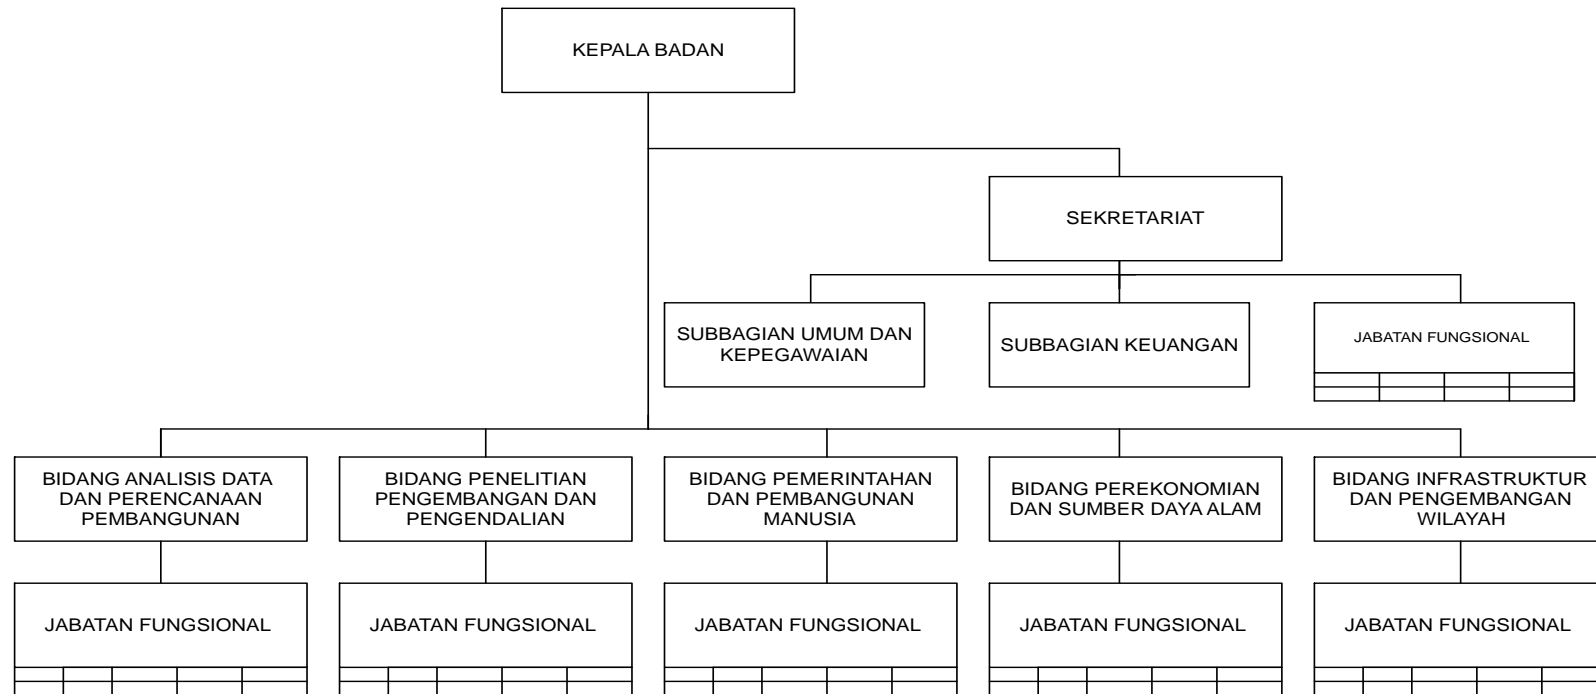 KEPALA BADAN
SEKRETARIAT
SUBBAGIAN UMUM DAN
KEPEGAWAIAN
SUBBAGIAN KEUANGAN
JABATAN FUNGSIONAL
BIDANG ANALISIS DATA
DAN PERENCANAAN
PEMBANGUNAN
BIDANG PENELITIAN
PENGEMBANGAN DAN
PENGENDALIAN
BIDANG PEMERINTAHAN
DAN PEMBANGUNAN
MANUSIA
BIDANG PEREKONOMIAN
DAN SUMBER DAYA ALAM
BIDANG INFRASTRUKTUR
DAN PENGEMBANGAN
WILAYAH
JABATAN FUNGSIONAL
JABATAN FUNGSIONAL
JABATAN FUNGSIONAL
JABATAN FUNGSIONAL
JABATAN FUNGSIONAL